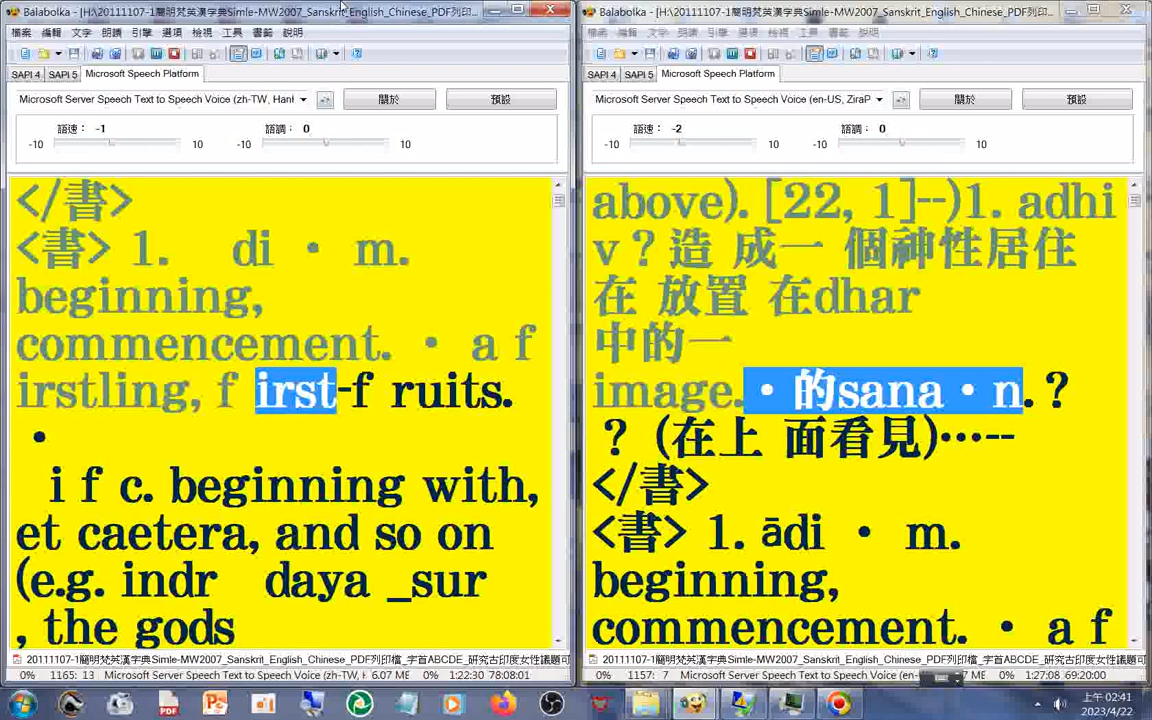 Balabolka - [H:\20111107-1簡明梵英漢字典Simle-MW2007_Sanskrit_English_Chinese_PDF列印...
檔案 編輯 文字 朗讀 引擎 選項 檢視 工具 書籤 說明
SAPI 4 SAPI 5 Microsoft Speech Platform
Microsoft Server Speech Text to Speech Voice (zh-TW, HanH
關於 預設
語速： -1 語調： 0
-10 10 -10 10
</書>
<書> 1. di • m.
beginning,
commencement. • a f
irstling, f irst-f ruits.
•
i f c. beginning with,
et caetera, and so on
(e.g. indr daya _sur
, the gods
20111107-1簡明梵英漢字典Simle-MW2007_Sanskrit_English_Chinese_PDF列印檔_字首ABCDE_研究古印度女性議題可
0% 1165: 13 Microsoft Server Speech Text to Speech Voice (zh-TW, 6.07 ME 0% 1:22:30 78:08:01
Balabolka - [H:\20111107-1簡明梵英漢字典Simle-MW2007_Sanskrit_English_Chinese_PDF列印...
檔案 編輯 文字 朗讀 引擎 選項 檢視 工具 書籤 說明
SAPI 4 SAPI 5 Microsoft Speech Platform
Microsoft Server Speech Text to Speech Voice (en-US, ZiraP
關於 預設
語速： -2 語調： 0
-10 10 -10 10
above). [22, 1]--)1. adhi
v ? 造 成一 個神性居住
在 放置 在dhar
中的一
image. • 的sana • n. ?
? (在上 面看見)…--
</書>
<書> 1. ādi • m.
beginning,
commencement. • a f
20111107-1簡明梵英漢字典Simle-MW2007_Sanskrit_English_Chinese_PDF列印檔_字首ABCDE_研究古印度女性議題可
0% 1157: 7 Microsoft Server Speech Text to Speech Voice 0% 1:27:08 69:20:00
上午 02:41
2023/4/22